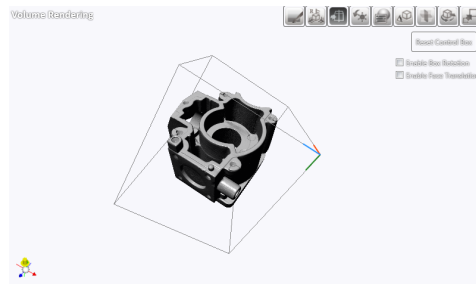 Volume Rendering
Reset Control Box
Enable Box Rotation
Enable Face Translation